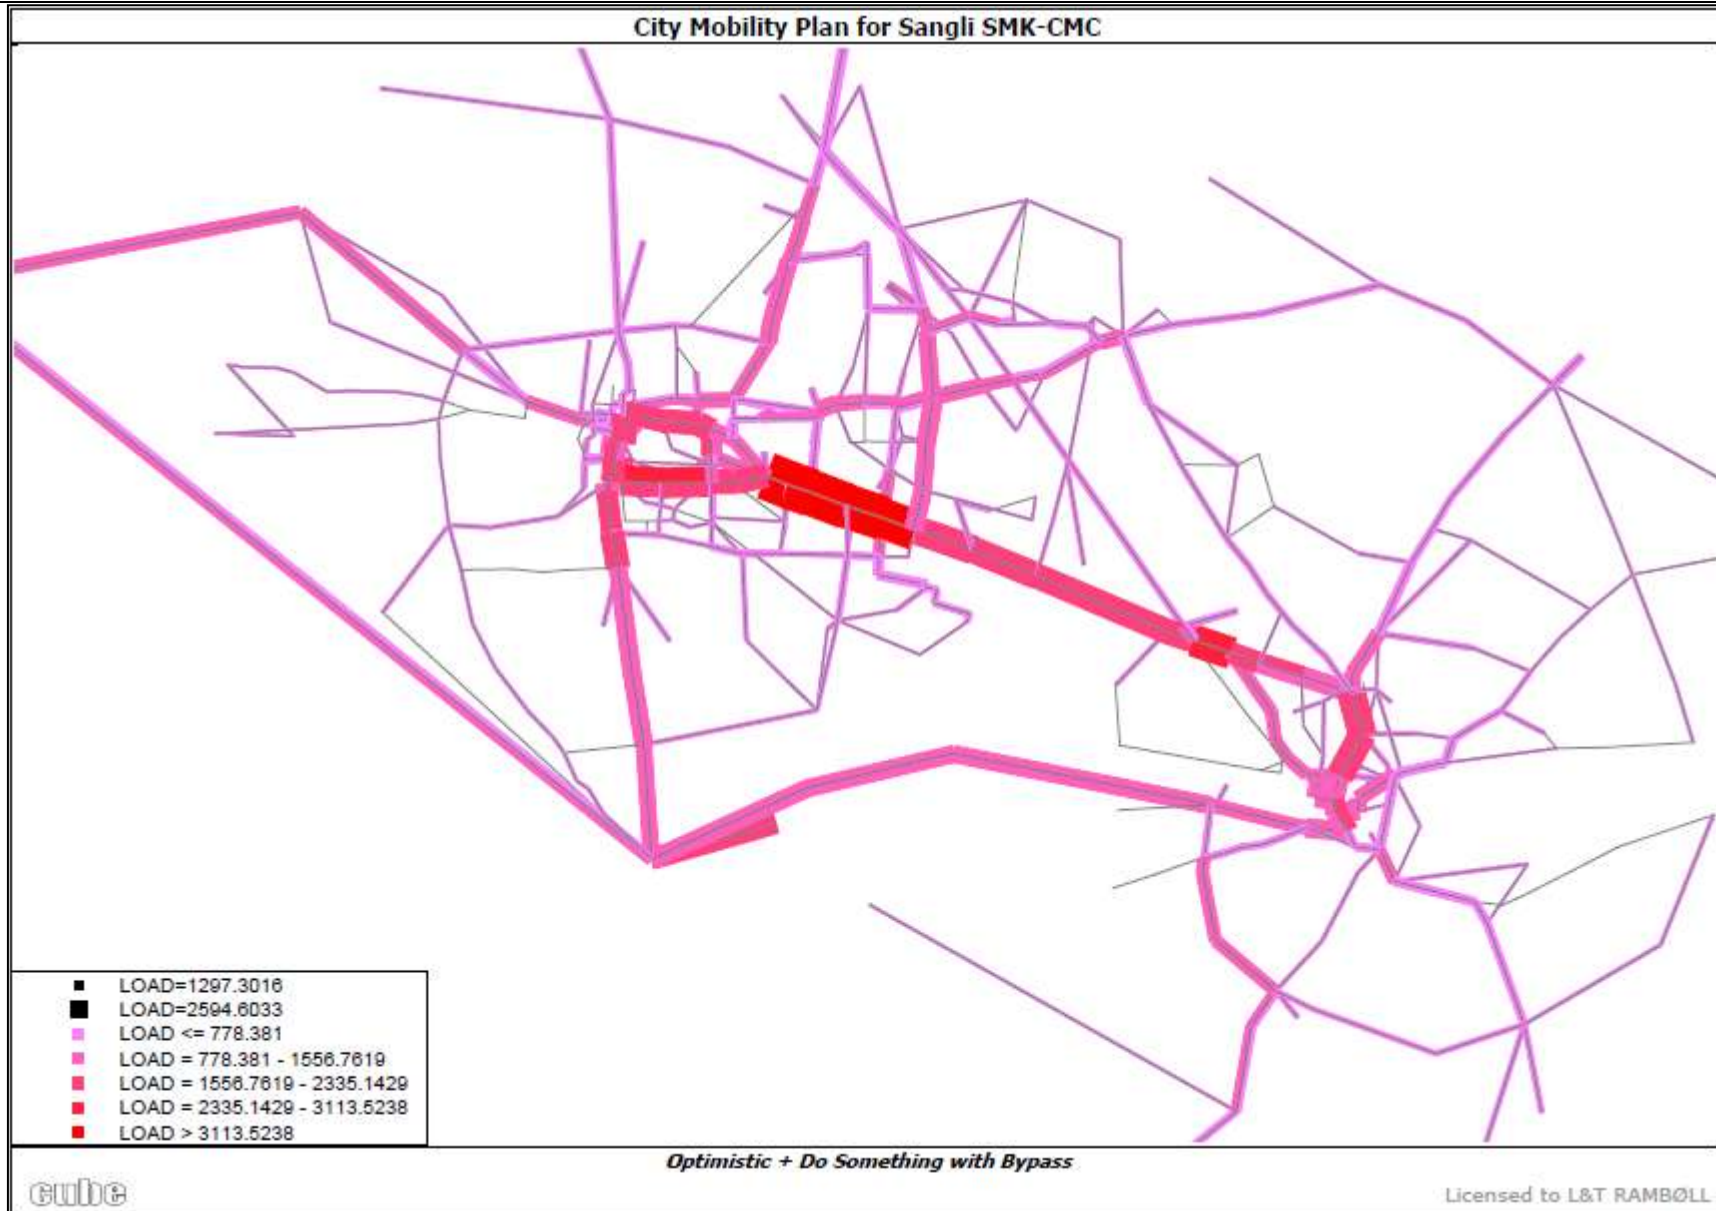 City Mobility Plan for Sangli SMK-CMC
LOAD=1297.3016
LOAD=2594.6033
LOAD <= 778.381
LOAD = 778.381 - 1556.7619
LOAD = 1556.7619 - 2335.1429
LOAD = 2335.1429 - 3113.5238
LOAD > 3113.5238
Optimistic + Do Something with Bypass
cube
Licensed to L&T RAMBØLL